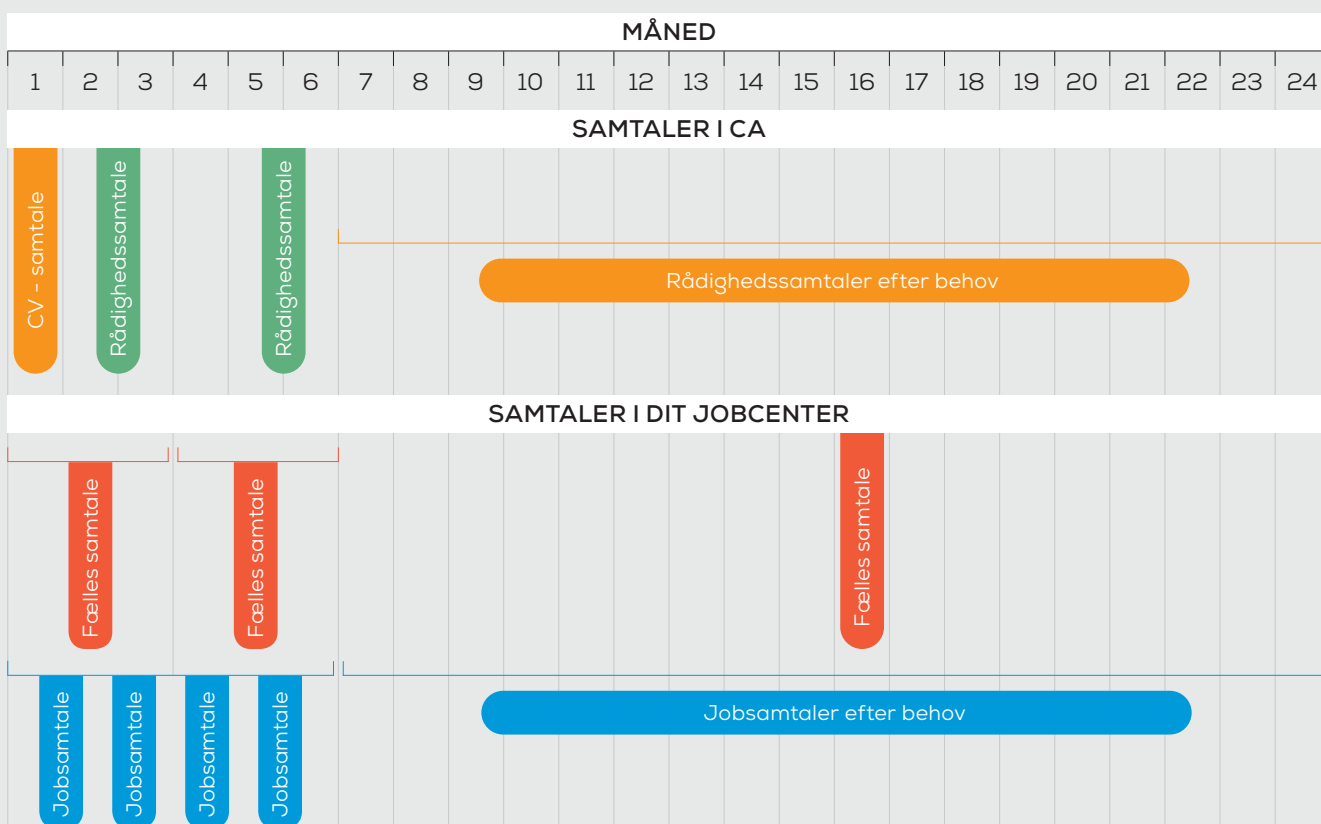 MÅNED
1 2 3 4 5 6 7 8 9 10 11 12 13 14 15 16 17 18 19 20 21 22 23 24
SAMTALER I CA
CV - samtale
Rådighedssamtale
Rådighedssamtale
Rådighedssamtaler efter behov
SAMTALER I DIT JOBCENTER
Fælles samtale
Fælles samtale
Fælles samtale
Jobsamtale
Jobsamtale
Jobsamtale
Jobsamtale
Jobsamtaler efter behov